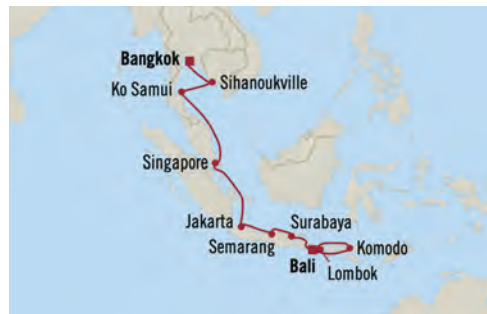 Bangkok
Sihanoukville
Ko Samui
Singapore
Jakarta
Surabaya
Semarang
Komodo
Bali
Lombok